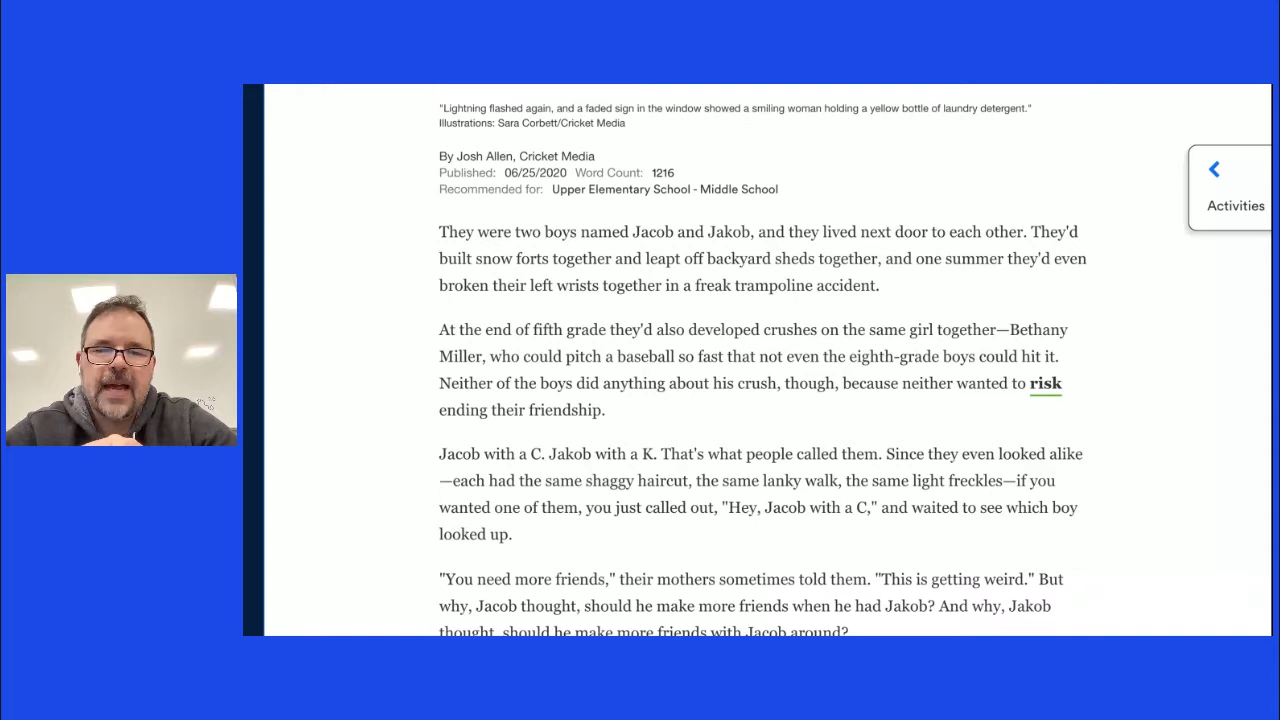 "Lightning flashed again, and a faded sign in the window showed a smiling woman holding a yellow bottle of laundry detergent."
Illustrations: Sara Corbett/Cricket Media
By Josh Allen, Cricket Media
Published: 06/25/2020 Word Count: 1216
Recommended for: Upper Elementary School - Middle School
Activities
They were two boys named Jacob and Jakob, and they lived next door to each other. They'd
built snow forts together and leapt off backyard sheds together, and one summer they'd even
broken their left wrists together in a freak trampoline accident.
At the end of fifth grade they'd also developed crushes on the same girl together—Bethany
Miller, who could pitch a baseball so fast that not even the eighth-grade boys could hit it.
Neither of the boys did anything about his crush, though, because neither wanted to risk
ending their friendship.
Jacob with a C. Jakob with a K. That's what people called them. Since they even looked alike
—each had the same shaggy haircut, the same lanky walk, the same light freckles—if you
wanted one of them, you just called out, "Hey, Jacob with a C," and waited to see which boy
looked up.
"You need more friends," their mothers sometimes told them. "This is getting weird." But
why, Jacob thought, should he make more friends when he had Jakob? And why, Jakob
thought, should he make more friends with Jacob around?